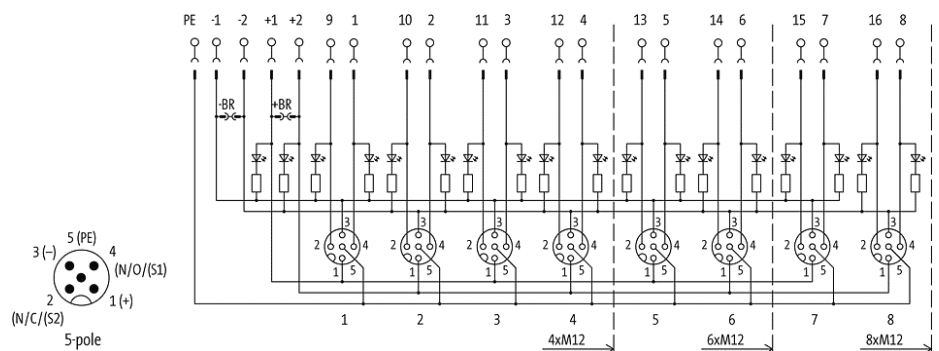 PE -1 -2 +1 +2 9 1 10 2 11 3 12 4 13 5 14 6 15 7 16 8
-BR +BR
3 3 3 3 3 3 3 3
2 4 2 4 2 4 2 4 2 4 2 4 2 4 2 4
1 5 1 5 1 5 1 5 1 5 1 5 1 5 1 5
5 (PE)
3 (–) 4
(N/O/(S1)
2 1 (+)
(N/C/(S2)
5-pole
1 2 3 4 5 6 7 8
4xM12 6xM12 8xM12